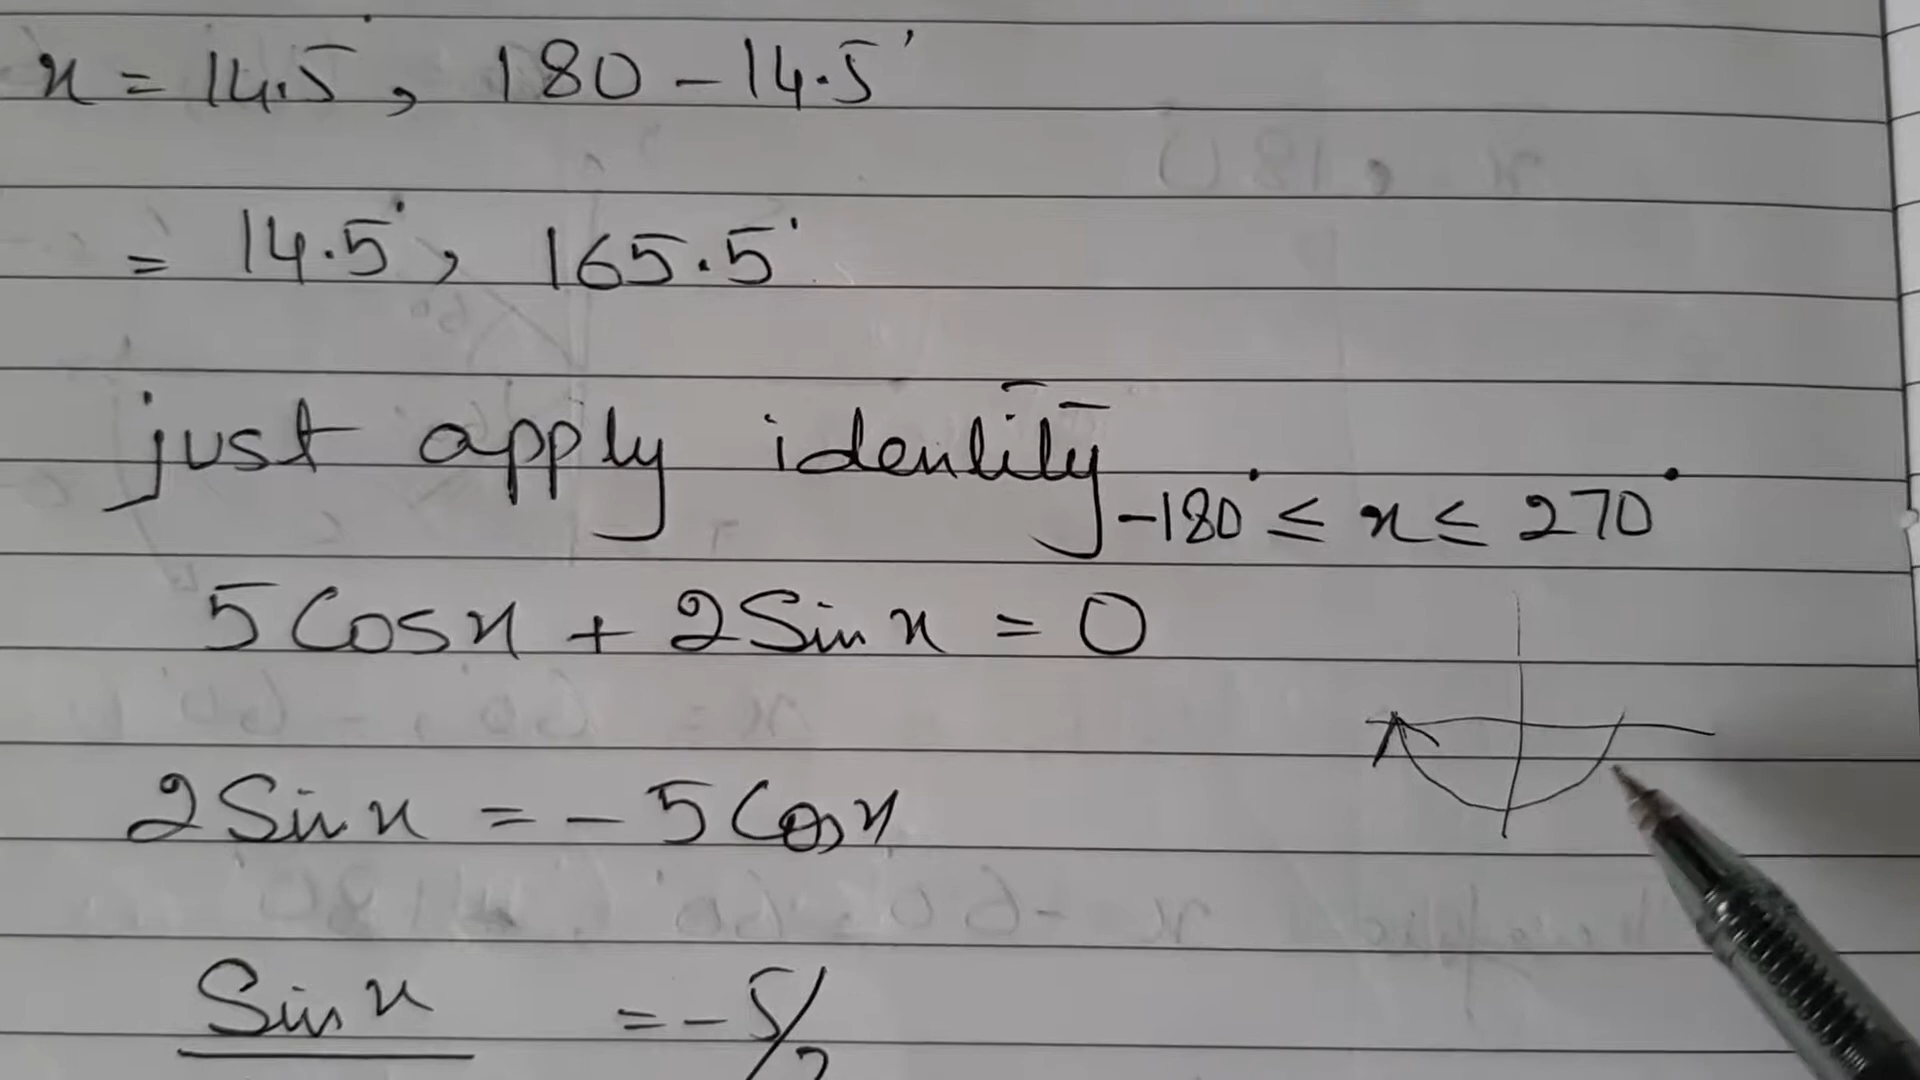 x = 14.5°, 180 - 14.5°
= 14.5°, 165.5°
just apply identity
-180° ≤ x ≤ 270°
5 Cos x + 2 Sin x = 0
2 Sin x = - 5 Cos x
Sin x = - 5/2